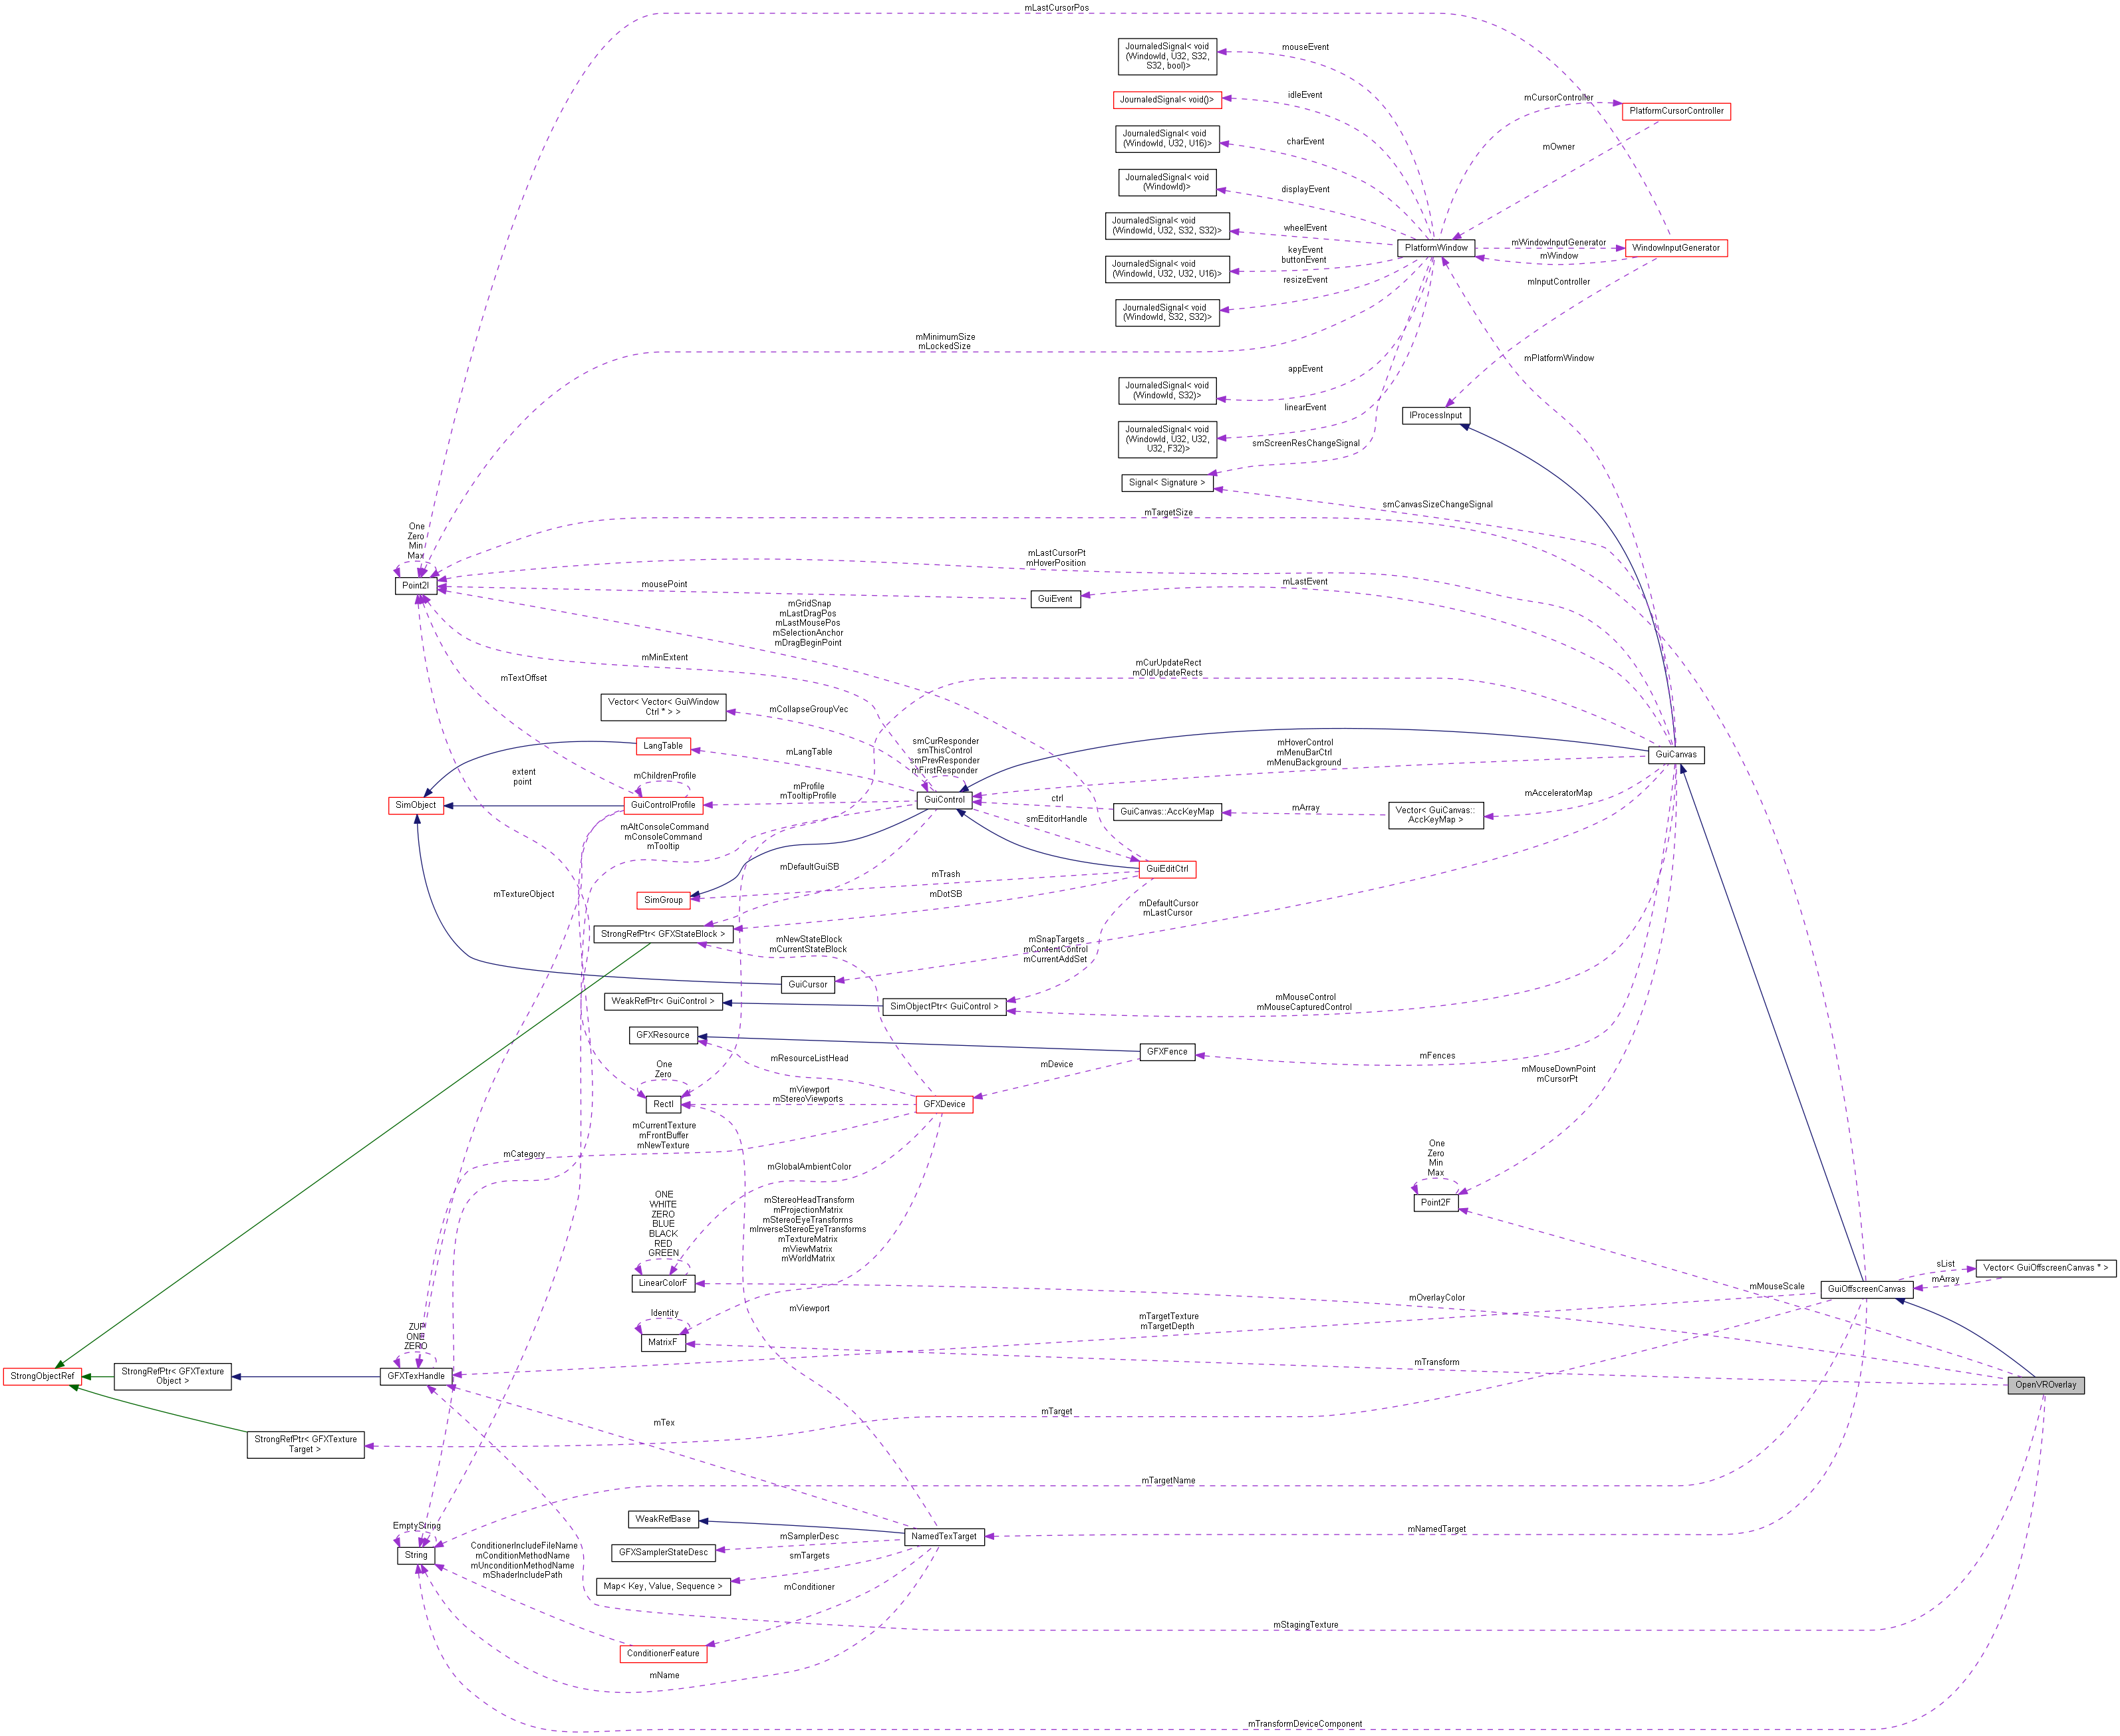 mLastCursorPos
JournaledSignal< void
(WindowId, U32, S32,
S32, bool)>
mouseEvent
JournaledSignal< void()>
idleEvent
mCursorController
PlatformCursorController
JournaledSignal< void
(WindowId, U32, U16)>
charEvent
mOwner
JournaledSignal< void
(WindowId)>
displayEvent
JournaledSignal< void
(WindowId, U32, S32, S32)>
wheelEvent
PlatformWindow
mWindowInputGenerator
mWindow
WindowInputGenerator
JournaledSignal< void
(WindowId, U32, U32, U16)>
keyEvent
buttonEvent
resizeEvent
mInputController
JournaledSignal< void
(WindowId, S32, S32)>
mMinimumSize
mLockedSize
mPlatformWindow
appEvent
JournaledSignal< void
(WindowId, S32)>
linearEvent
IProcessInput
JournaledSignal< void
(WindowId, U32, U32,
U32, F32)>
smScreenResChangeSignal
Signal< Signature >
smCanvasSizeChangeSignal
mTargetSize
One
Zero
Min
Max
Point2I
mLastCursorPt
mHoverPosition
mousePoint
mLastEvent
GuiEvent
mGridSnap
mLastDragPos
mLastMousePos
mSelectionAnchor
mDragBeginPoint
mMinExtent
mTextOffset
mCurUpdateRect
mOldUpdateRects
Vector< Vector< GuiWindow
Ctrl * > >
mCollapseGroupVec
LangTable
mLangTable
smCurResponder
smThisControl
smPrevResponder
mFirstResponder
mHoverControl
mMenuBarCtrl
mMenuBackground
GuiCanvas
extent
point
mChildrenProfile
SimObject
GuiControlProfile
mProfile
mTooltipProfile
GuiControl
ctrl
GuiCanvas::AccKeyMap
mArray
Vector< GuiCanvas::
AccKeyMap >
mAcceleratorMap
smEditorHandle
mAltConsoleCommand
mConsoleCommand
mTooltip
mDefaultGuiSB
mTrash
GuiEditCtrl
mTextureObject
SimGroup
mDotSB
mDefaultCursor
mLastCursor
StrongRefPtr< GFXStateBlock >
mNewStateBlock
mCurrentStateBlock
mSnapTargets
mContentControl
mCurrentAddSet
GuiCursor
WeakRefPtr< GuiControl >
SimObjectPtr< GuiControl >
mMouseControl
mMouseCapturedControl
GFXResource
mResourceListHead
GFXFence
mDevice
mFences
One
Zero
RectI
mViewport
mStereoViewports
GFXDevice
mMouseDownPoint
mCursorPt
mCurrentTexture
mFrontBuffer
mNewTexture
mCategory
mGlobalAmbientColor
One
Zero
Min
Max
Point2F
ONE
WHITE
ZERO
BLUE
BLACK
RED
GREEN
LinearColorF
mStereoHeadTransform
mProjectionMatrix
mStereoEyeTransforms
mInverseStereoEyeTransforms
mTextureMatrix
mViewMatrix
mWorldMatrix
mMouseScale
mOverlayColor
GuiOffscreenCanvas
sList
mArray
Vector< GuiOffscreenCanvas * >
Identity
MatrixF
mViewport
mTargetTexture
mTargetDepth
mTransform
OpenVROverlay
ZUP
ONE
ZERO
StrongObjectRef
StrongRefPtr< GFXTexture
Object >
GFXTexHandle
mTex
mTarget
StrongRefPtr< GFXTexture
Target >
mTargetName
EmptyString
String
WeakRefBase
NamedTexTarget
mNamedTarget
mSamplerDesc
GFXSamplerStateDesc
smTargets
Map< Key, Value, Sequence >
mConditioner
ConditionerIncludeFileName
mConditionMethodName
mUnconditionMethodName
mShaderIncludePath
ConditionerFeature
mStagingTexture
mName
mTransformDeviceComponent